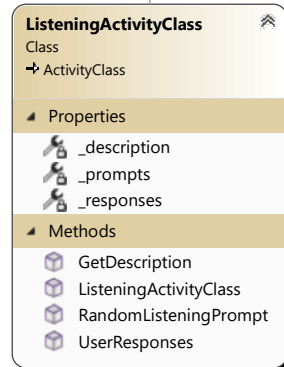 ListeningActivityClass
Class
ActivityClass
Properties
_description
_prompts
_responses
Methods
GetDescription
ListeningActivityClass
RandomListeningPrompt
UserResponses